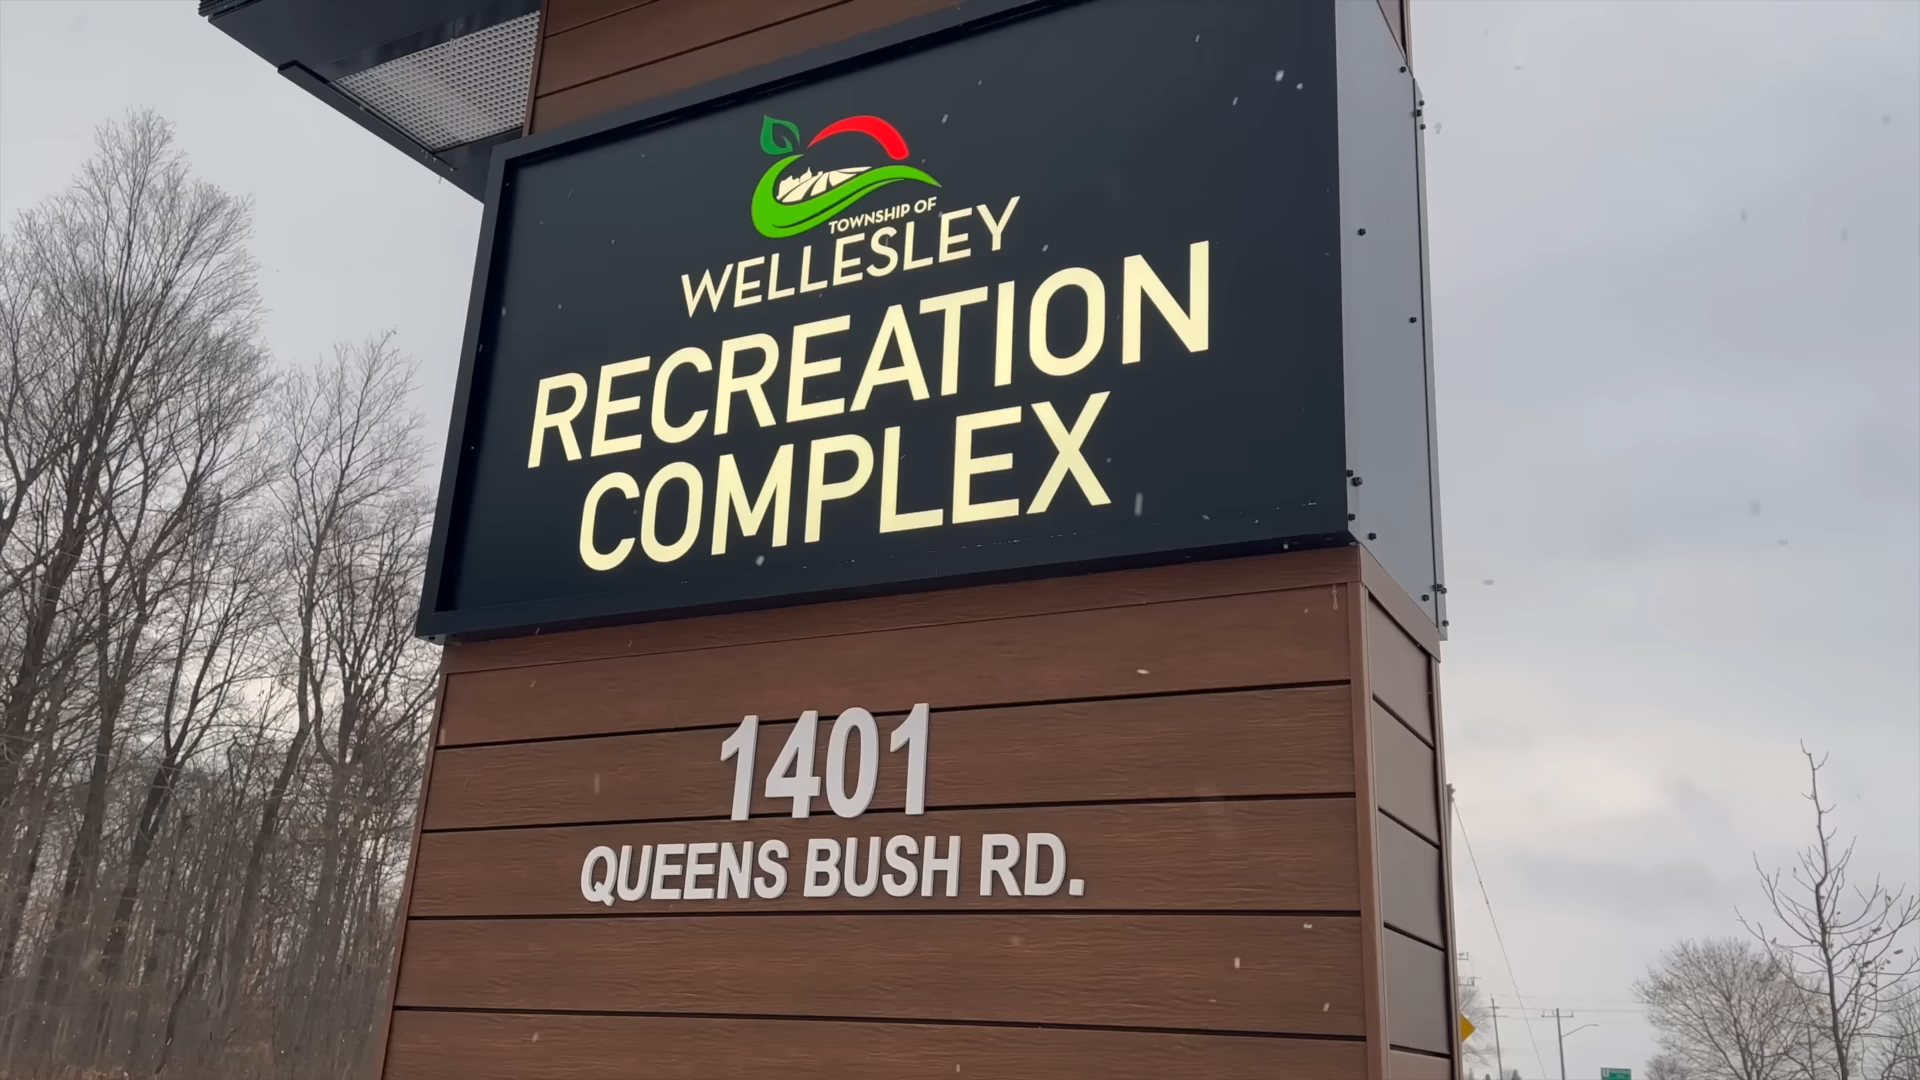 TOWNSHIP OF
WELLESLEY
RECREATION
COMPLEX
1401
QUEENS BUSH RD.